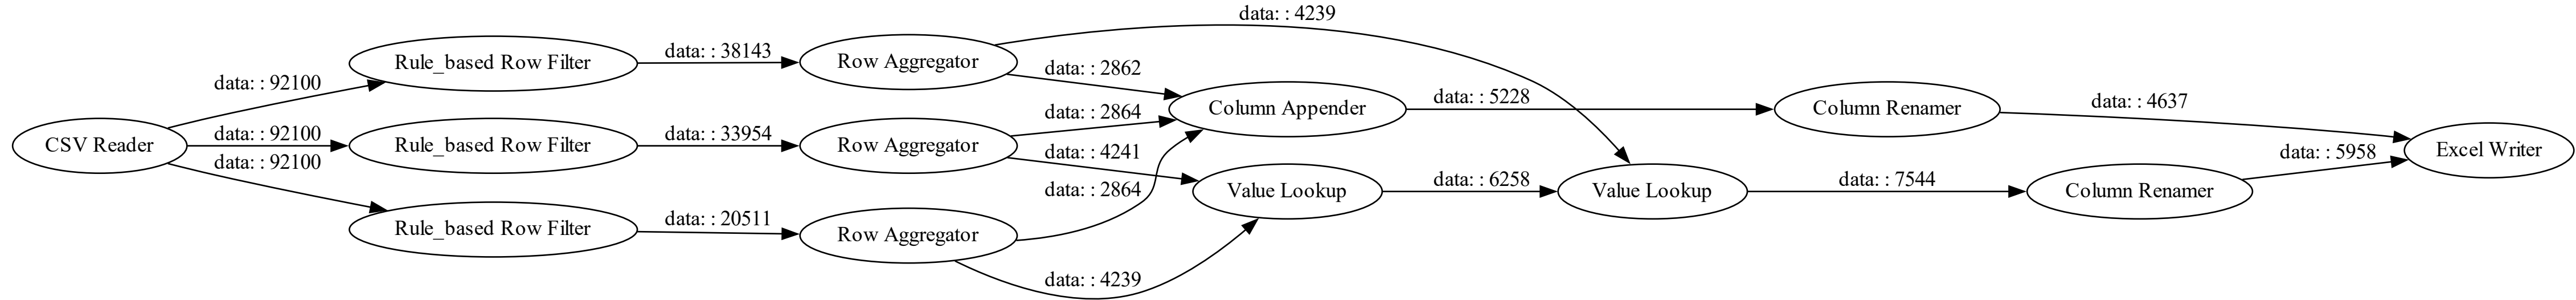 CSV Reader
data: : 92100
data: : 92100
data: : 92100
Rule_based Row Filter
Rule_based Row Filter
Rule_based Row Filter
data: : 38143
data: : 33954
data: : 20511
Row Aggregator
Row Aggregator
Row Aggregator
data: : 4239
data: : 2862
data: : 2864
data: : 4241
data: : 2864
data: : 4239
Column Appender
Value Lookup
data: : 5228
data: : 6258
Value Lookup
Column Renamer
data: : 7544
Column Renamer
data: : 4637
data: : 5958
Excel Writer